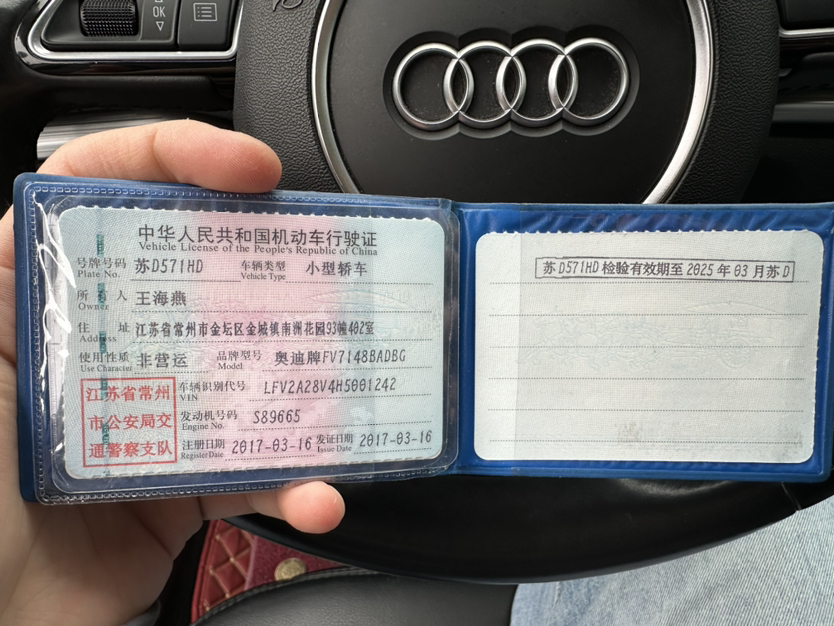 OK
中华人民共和国机动车行驶证
Vehicle License of the People's Republic of China
号牌号码 苏D571HD 车辆类型 小型轿车
Plate No. Vehicle Type
所有人 王海燕
Owner
住址 江苏省常州市金坛区金城镇南洲花园93幢402室
Address
使用性质 非营运 品牌型号 奥迪牌FV7148BADBG
Use Character Model
江苏省常州
市公安局交
通警察支队
车辆识别代号 LFV2A28V4H5001242
VIN
发动机号码 S89665
Engine No.
注册日期 2017-03-16 发证日期 2017-03-16
Register Date Issue Date
苏D571HD检验有效期至2025年03月苏D